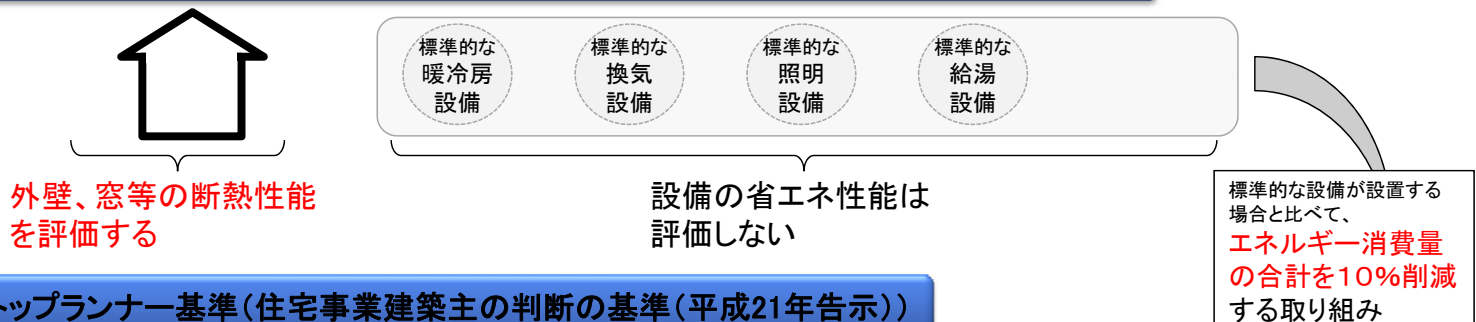 標準的な
暖冷房
設備
標準的な
換気
設備
標準的な
照明
設備
標準的な
給湯
設備
外壁、窓等の断熱性能
を評価する
設備の省エネ性能は
評価しない
標準的な設備が設置する
場合と比べて、
エネルギー消費量
の合計を10%削減
する取り組み
トップランナー基準(住宅事業建築主の判断の基準(平成21年告示))